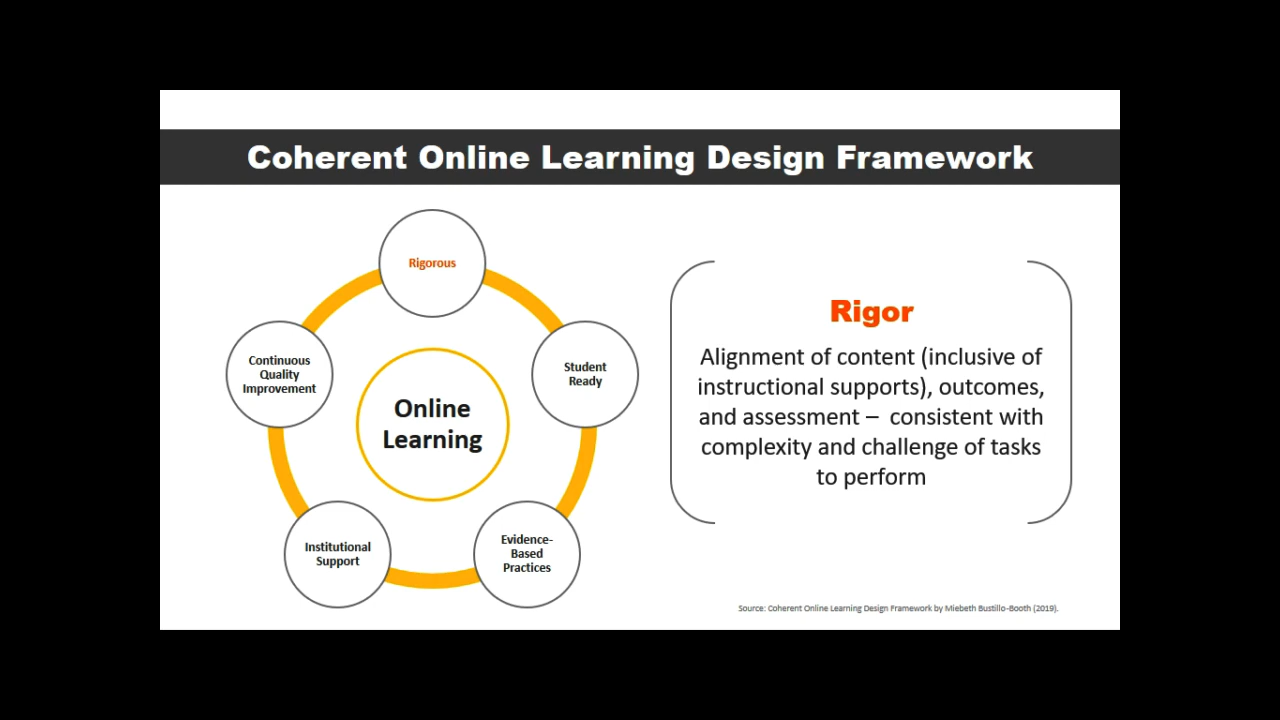 Coherent Online Learning Design Framework
Rigorous
Continuous
Quality
Improvement
Student
Ready
Online
Learning
Institutional
Support
Evidence-
Based
Practices
Rigor
Alignment of content (inclusive of
instructional supports), outcomes,
and assessment – consistent with
complexity and challenge of tasks
to perform
Source: Coherent Online Learning Design Framework by Miebeth Bustillo-Booth (2019).